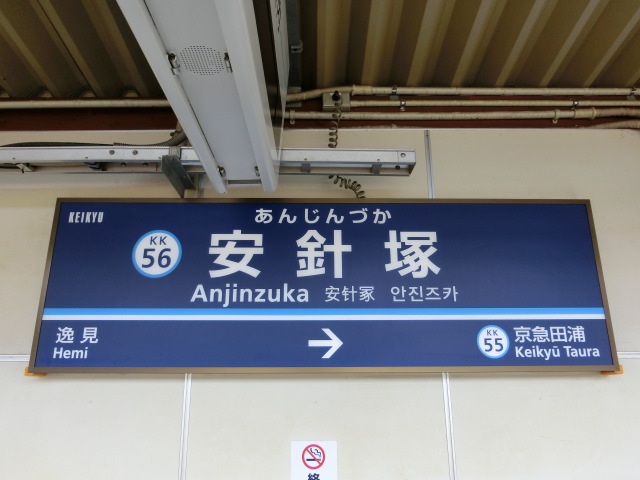 KEIKYU
あんじんづか
KK
56
安針塚
Anjinzuka 安针冢 안진즈카
逸見
Hemi
→
KK
55
京急田浦
Keikyū Taura